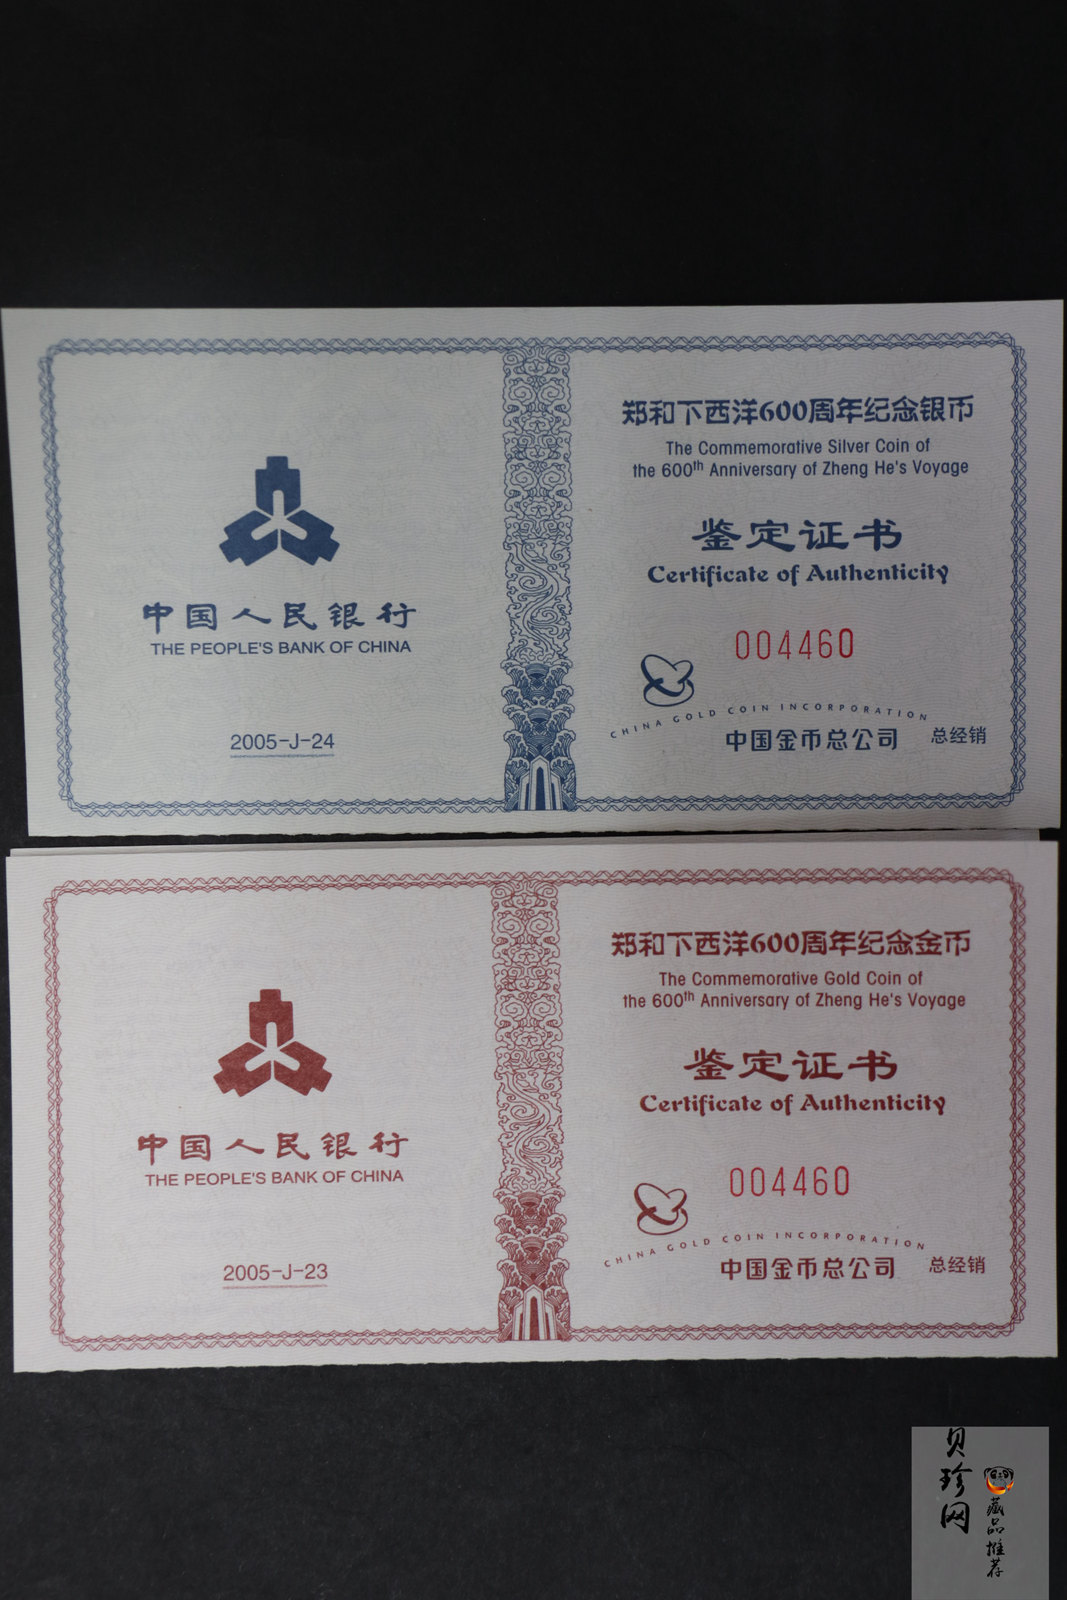 郑和下西洋600周年纪念银币
The Commemorative Silver Coin of
the 600th Anniversary of Zheng He's Voyage
鉴定证书
Certificate of Authenticity
004460
CHINA GOLD COIN INCORPORATION
中国金币总公司 总经销
中国人民银行
THE PEOPLE'S BANK OF CHINA
2005-J-24
郑和下西洋600周年纪念金币
The Commemorative Gold Coin of
the 600th Anniversary of Zheng He's Voyage
鉴定证书
Certificate of Authenticity
004460
CHINA GOLD COIN INCORPORATION
中国金币总公司 总经销
中国人民银行
THE PEOPLE'S BANK OF CHINA
2005-J-23
贝珍网
藏品推荐